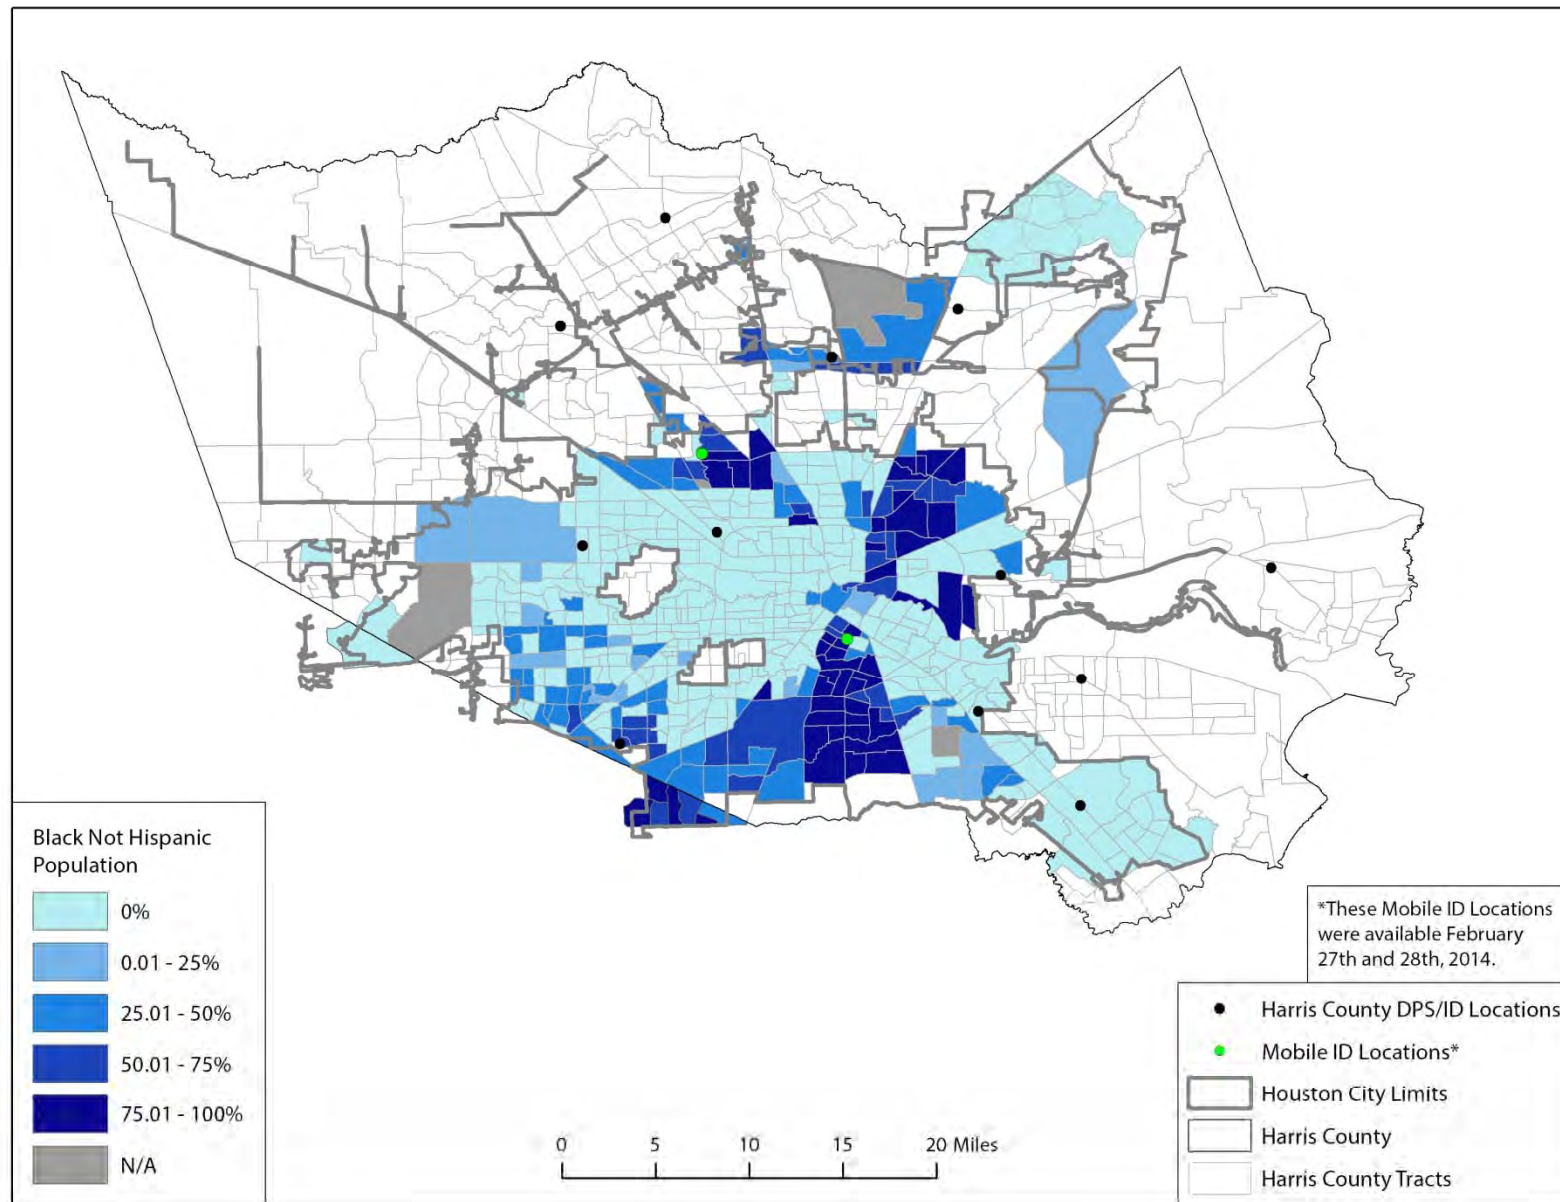 Black Not Hispanic
Population
0%
0.01 - 25%
25.01 - 50%
50.01 - 75%
75.01 - 100%
N/A
0 5 10 15 20 Miles
*These Mobile ID Locations
were available February
27th and 28th, 2014.
Harris County DPS/ID Locations
Mobile ID Locations*
Houston City Limits
Harris County
Harris County Tracts